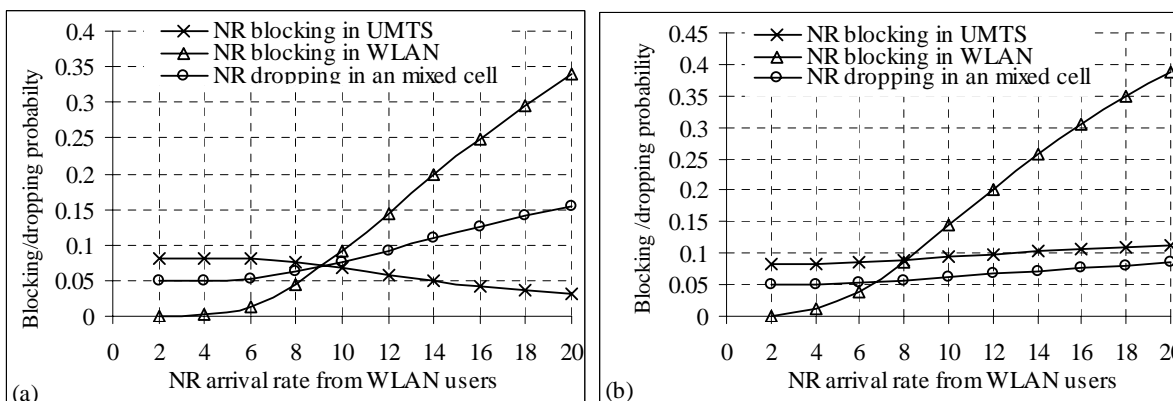 Blocking/dropping probability
0.4
0.35
0.3
0.25
0.2
0.15
0.1
0.05
0
NR blocking in UMTS
NR blocking in WLAN
NR dropping in an mixed cell
0 2 4 6 8 10 12 14 16 18 20
NR arrival rate from WLAN users
(a)
Blocking /dropping probability
0.45
0.4
0.35
0.3
0.25
0.2
0.15
0.1
0.05
0
NR blocking in UMTS
NR blocking in WLAN
NR dropping in an mixed cell
0 2 4 6 8 10 12 14 16 18 20
NR arrival rate from WLAN users
(b)